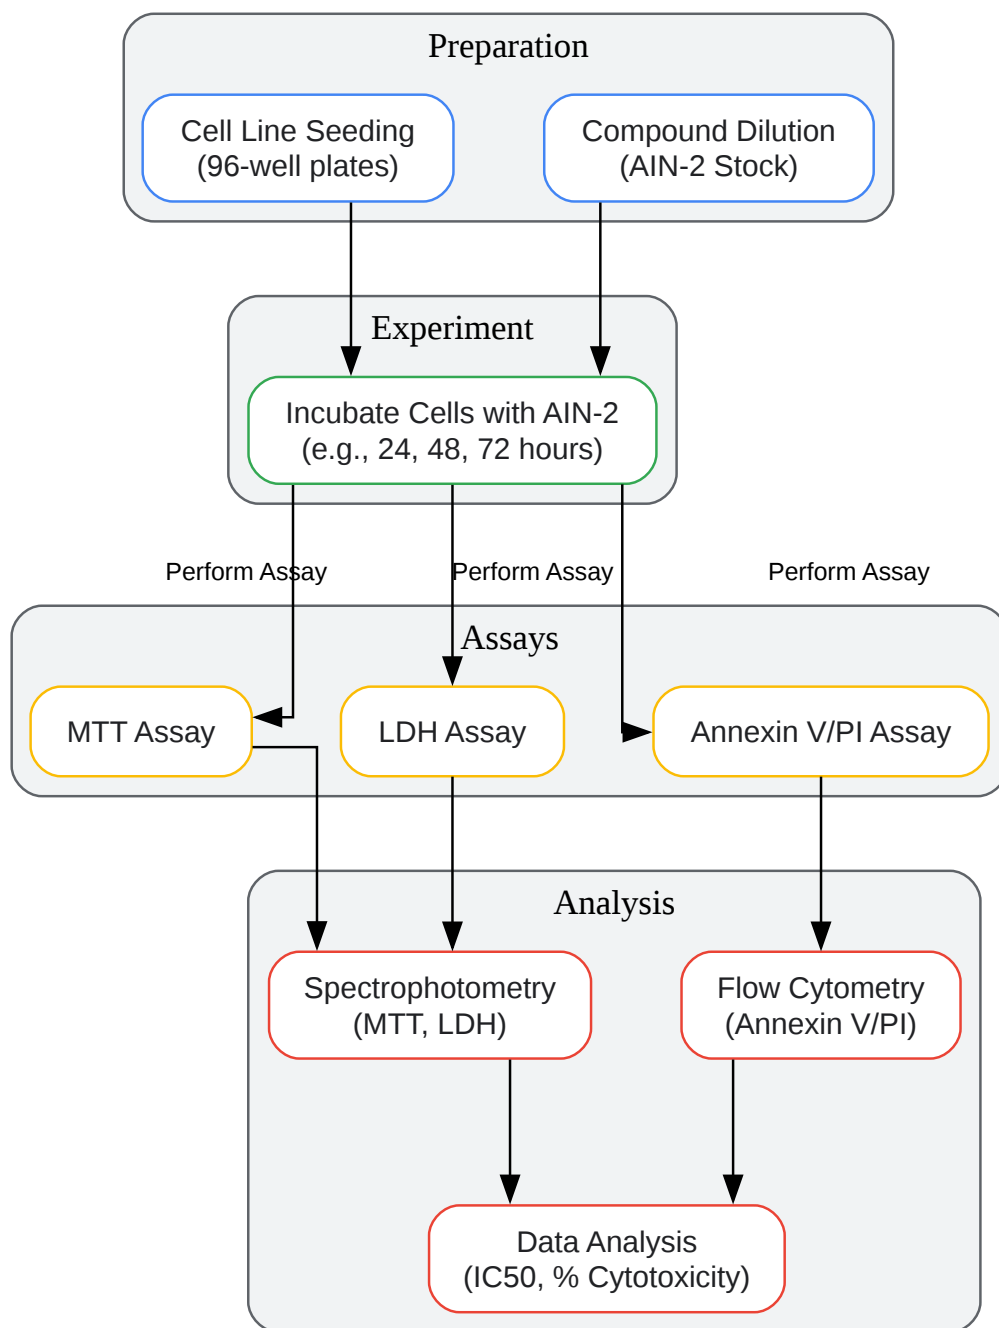 Preparation
Cell Line Seeding
(96-well plates)
Compound Dilution
(AIN-2 Stock)
Experiment
Incubate Cells with AIN-2
(e.g., 24, 48, 72 hours)
Perform Assay
Perform Assay
Perform Assay
Assays
MTT Assay
LDH Assay
Annexin V/PI Assay
Analysis
Spectrophotometry
(MTT, LDH)
Flow Cytometry
(Annexin V/PI)
Data Analysis
(IC50, % Cytotoxicity)